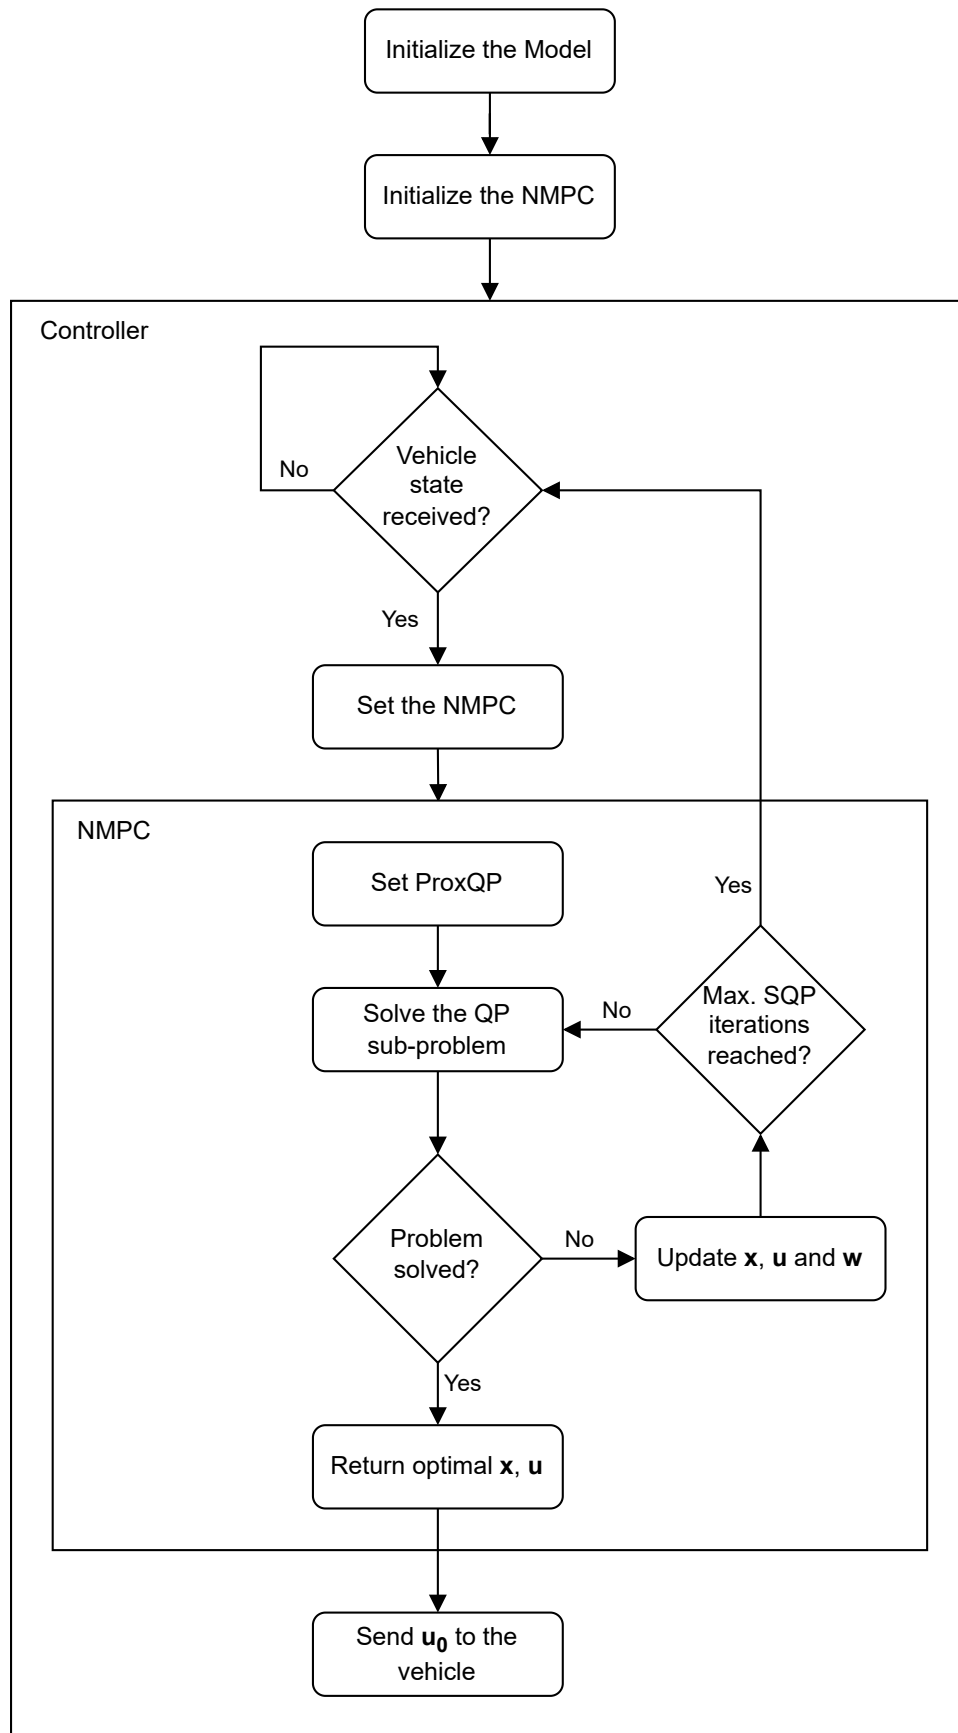 Initialize the Model
Initialize the NMPC
Controller
Vehicle
state
received?
No
Yes
Set the NMPC
NMPC
Set ProxQP
Yes
Solve the QP
sub-problem
No
Max. SQP
iterations
reached?
Problem
solved?
No
Update x, u and w
Yes
Return optimal x, u
Send u0 to the
vehicle